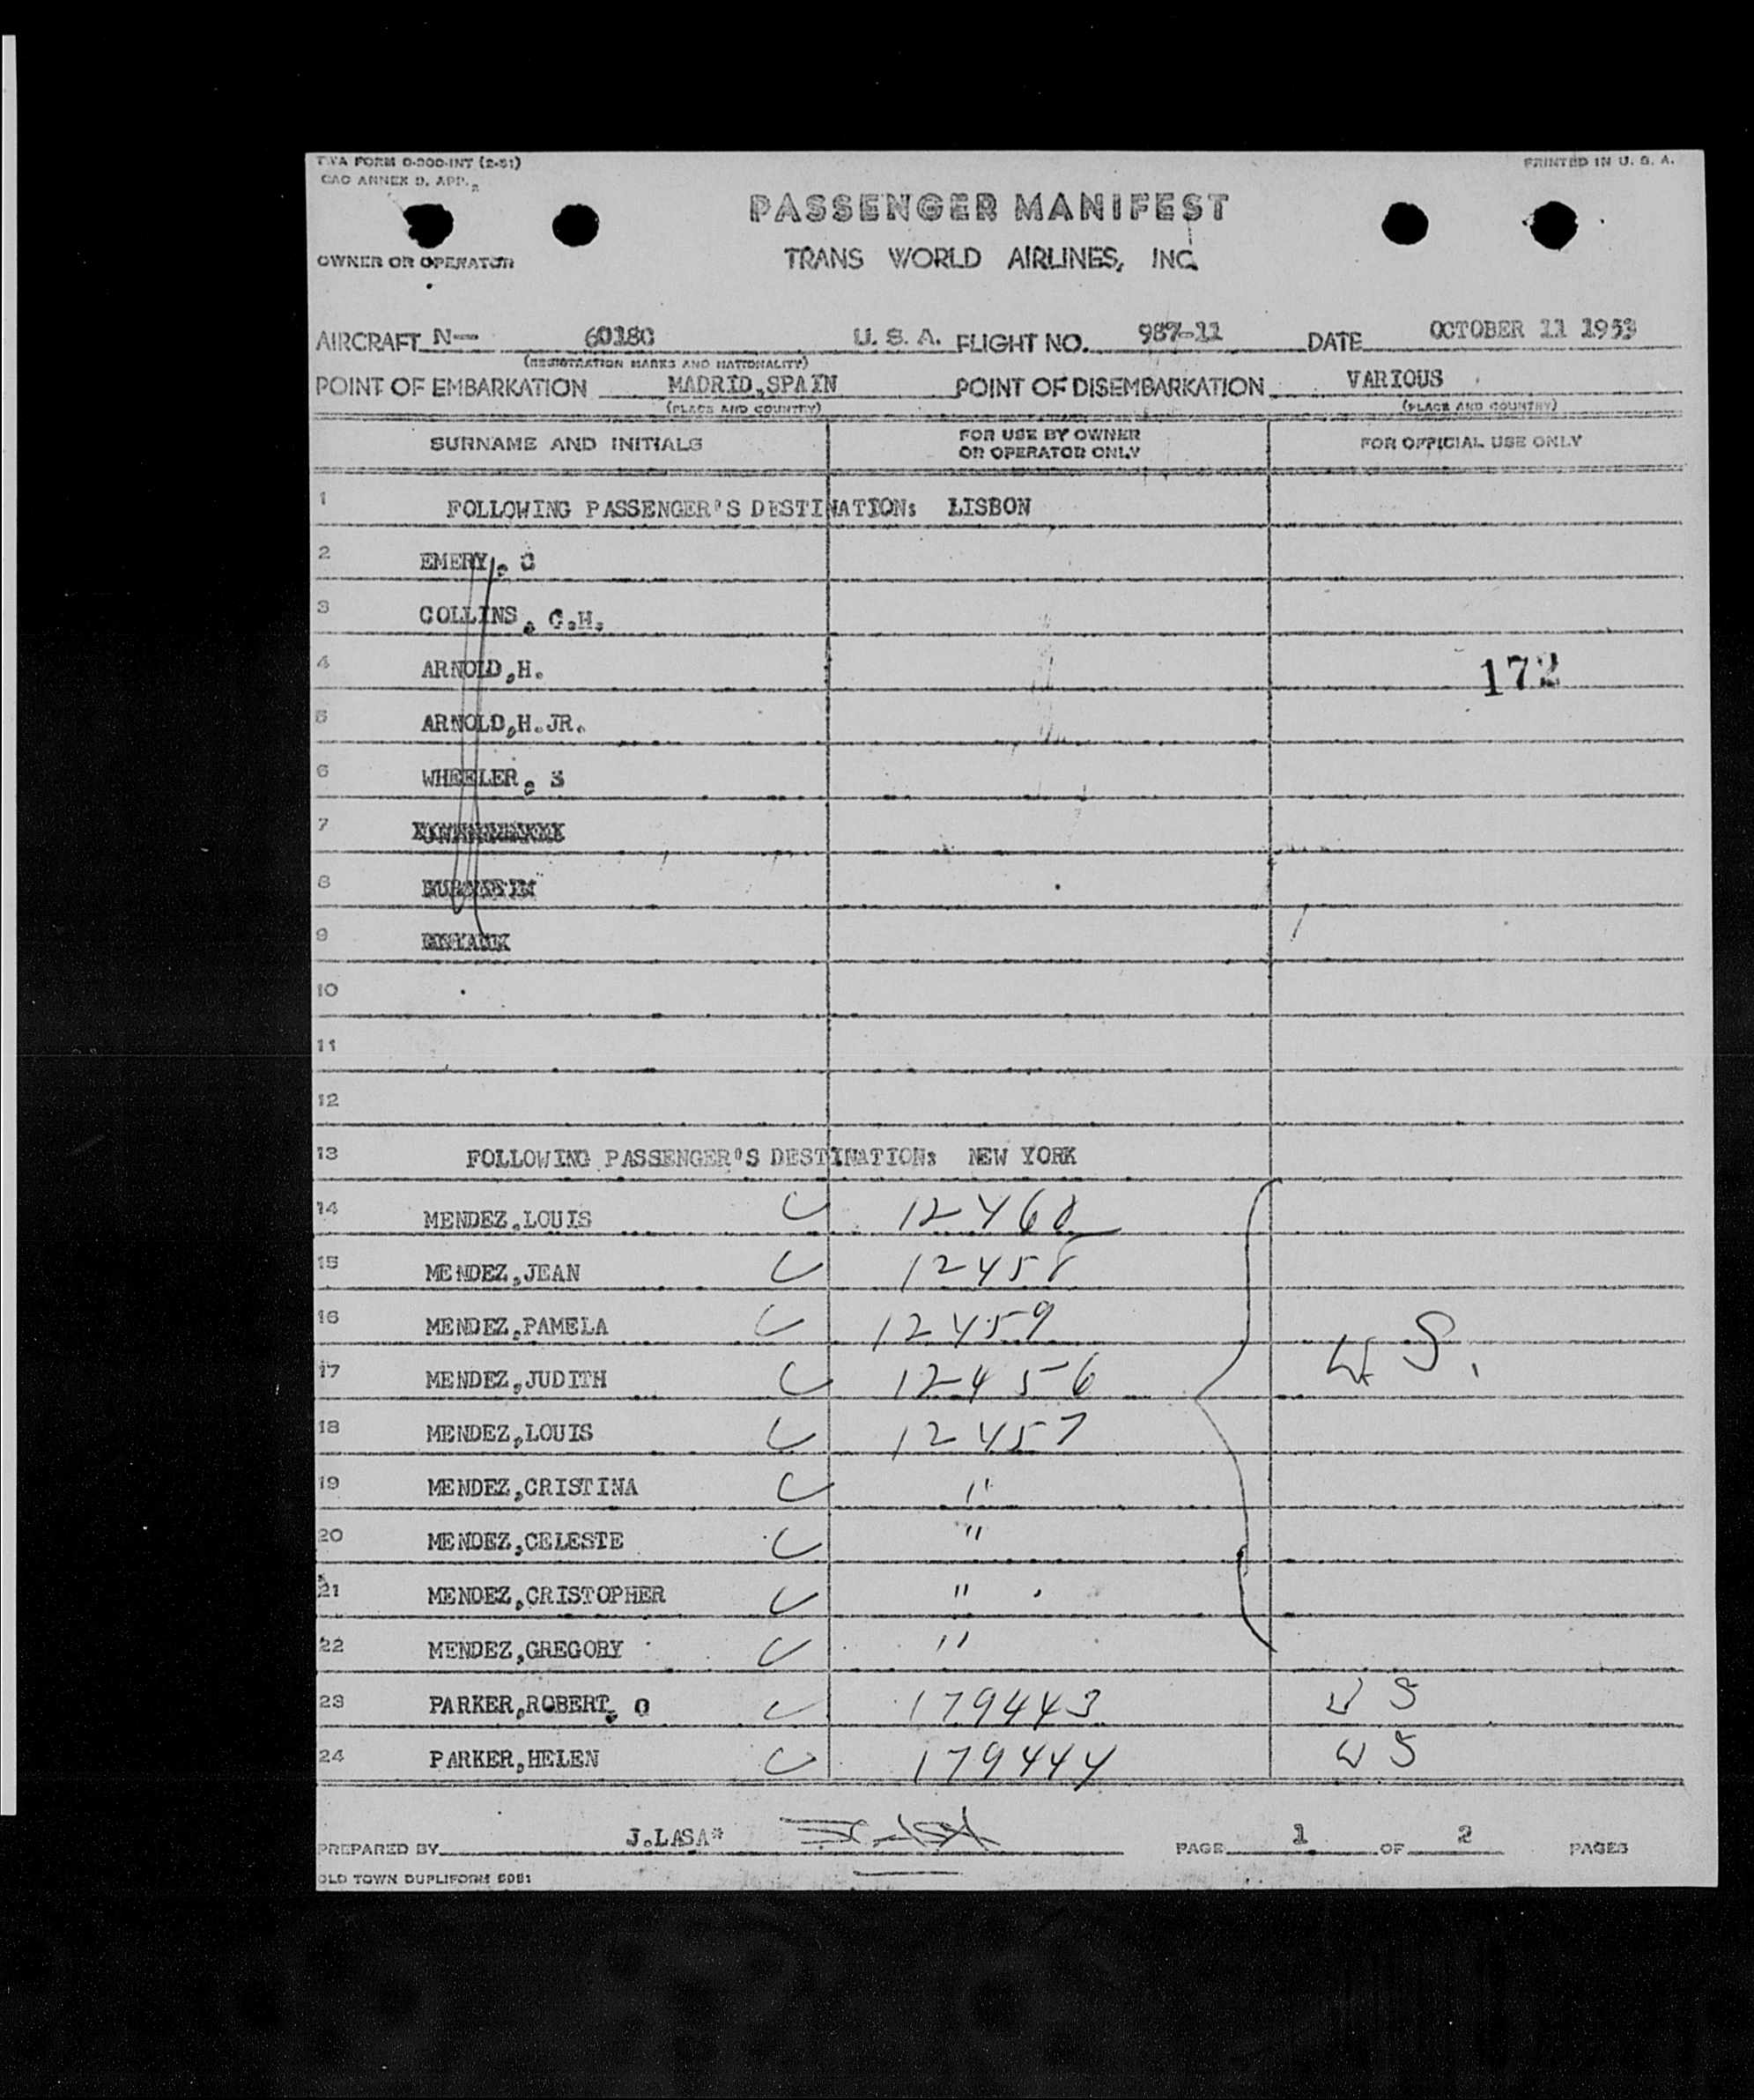 TWA FORM O-200-INT (2-51)
CAO ANNEX 9, APP.
PRINTED IN U. S. A.
PASSENGER MANIFEST
OWNER OR OPERATOR
TRANS WORLD AIRLINES, INC.
AIRCRAFT N— 6018C U. S. A. FLIGHT NO. 987-11 DATE OCTOBER 11 1953
(REGISTRATION MARKS AND NATIONALITY)
POINT OF EMBARKATION MADRID,SPAIN POINT OF DISEMBARKATION VARIOUS
(PLACE AND COUNTRY) (PLACE AND COUNTRY)
SURNAME AND INITIALS FOR USE BY OWNER OR OPERATOR ONLY FOR OFFICIAL USE ONLY
1 FOLLOWING PASSENGER'S DESTINATION: LISBON
2 EMERY, C
3 COLLINS, C.H.
4 ARNOLD,H. 172
5 ARNOLD,H.JR.
6 WHEELER, S
7
8
9
10
11
12
13 FOLLOWING PASSENGER'S DESTINATION: NEW YORK
14 MENDEZ,LOUIS 12460
15 MENDEZ,JEAN 12458
16 MENDEZ,PAMELA 12459
17 MENDEZ,JUDITH 12456 U.S.
18 MENDEZ,LOUIS 12457
19 MENDEZ,CRISTINA "
20 MENDEZ,CELESTE "
21 MENDEZ,CRISTOPHER "
22 MENDEZ,GREGORY "
23 PARKER,ROBERT, O 179443 U S
24 PARKER,HELEN 179444 U S
PREPARED BY J.LASA* PAGE 1 OF 2 PAGES
OLD TOWN DUPLIFORM 5051